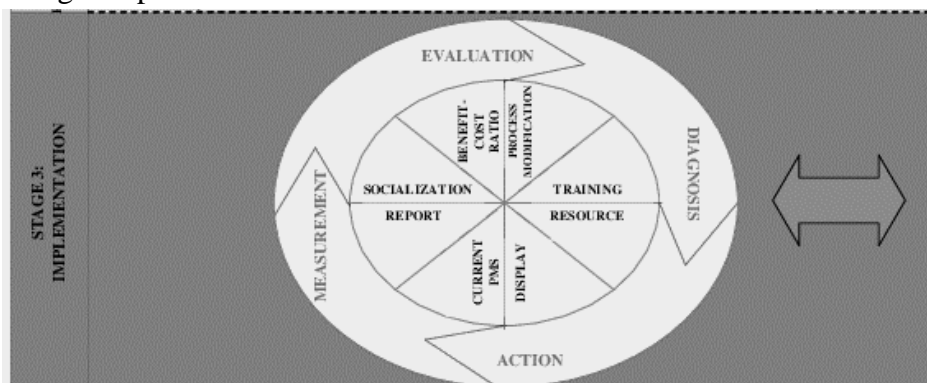 STAGE 3:
IMPLEMENTATION
EVALUATION
DIAGNOSIS
ACTION
MEASUREMENT
BENEFIT-
COST
RATIO
PROCESS
MODIFICATION
SOCIALIZATION
TRAINING
REPORT
RESOURCE
CURRENT
PMS
DISPLAY